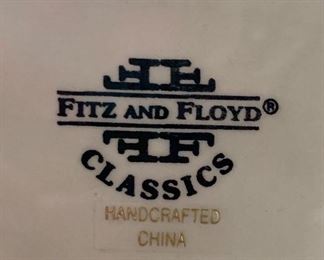 FITZ AND FLOYD®
CLASSICS
HANDCRAFTED
CHINA